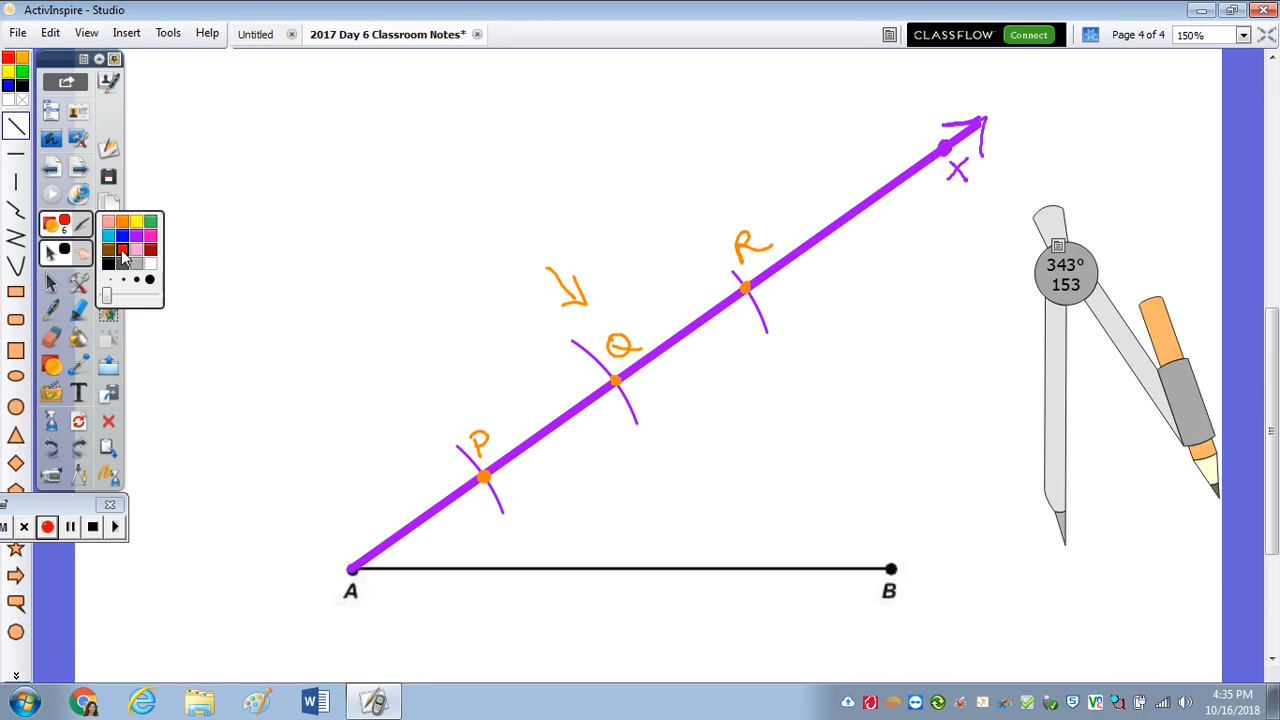 ActivInspire - Studio
File Edit View Insert Tools Help Untitled 2017 Day 6 Classroom Notes* CLASSFLOW Connect Page 4 of 4 150%
6
T
X
R
Q
P
343°
153
M
A
B
4:35 PM
10/16/2018